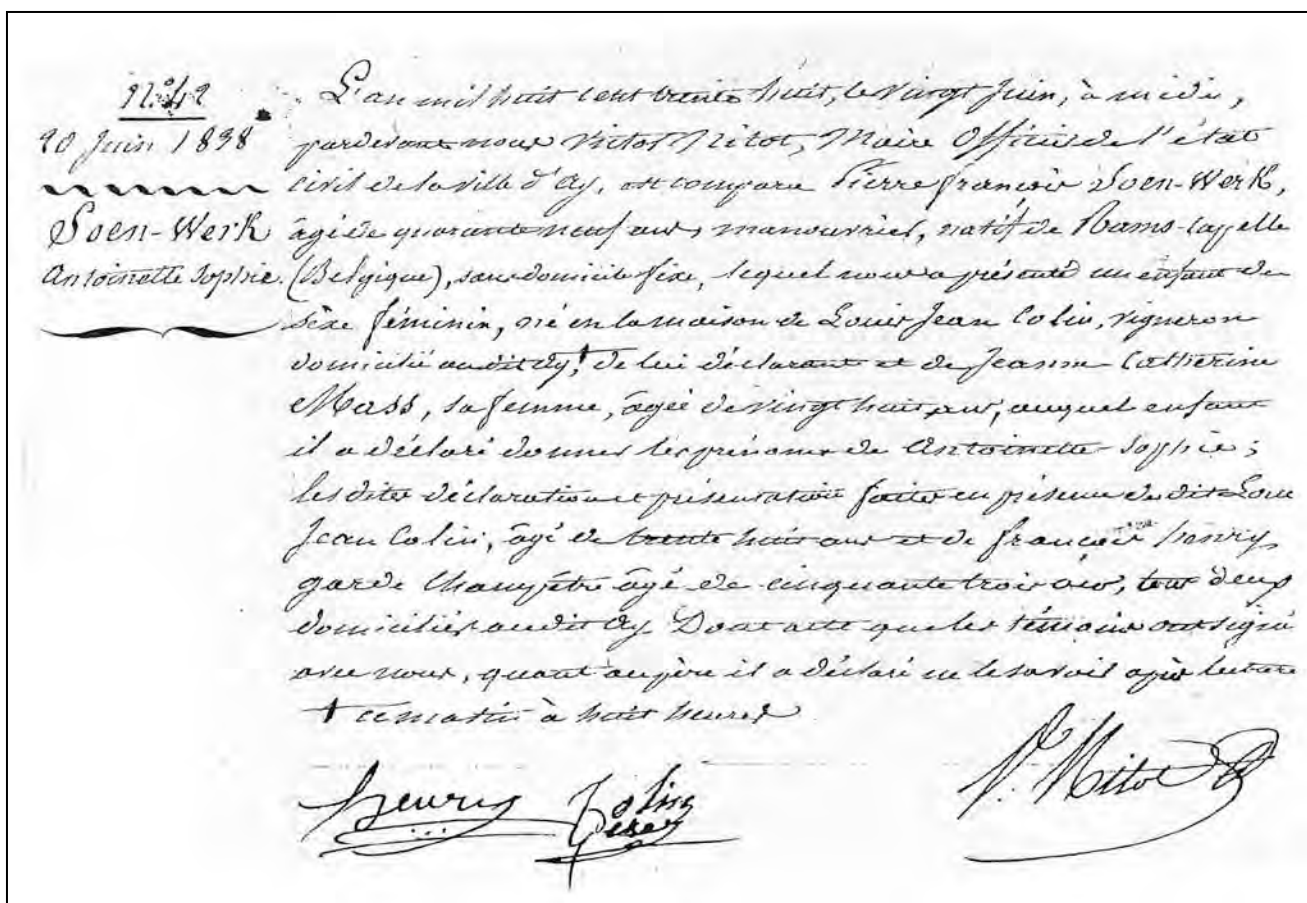 N.° 42
20 Juin 1838
Soen-Werk
Antoinette Sophie.
L'an mil huit cent trente huit, le vingt Juin, à midi,
pardevant nous Victor Nitot, Maire Officier de l'état
civil de la ville d'Ay, est comparu Pierre françois Soen-Werk,
âgé de quarante neuf ans, manouvrier, natif de Rams-Capelle
(Belgique), sans domicile fixe, lequel nous a présenté un enfant de
sèxe féminin, né en la maison de Louis Jean Colin, vigneron
domicilié audit Ay, † de lui déclarant et de Jeanne Catherine
Mass, sa femme, âgée de vingt huit ans, auquel enfant
il a déclaré donner les prénoms de Antoinette Sophie;
les dites déclaration et présentation faites en présence du dit Louis
Jean Colin, âgé de trente huit ans et de françois henry,
garde Champêtre âgé de cinquante trois ans, tous deux
domiciliés audit Ay. Dont acte que les témoins ont signé
avec nous, quant au père il a déclaré ne le savoir après lecture
† ce matin à huit heures
henry Colin V. Nitot